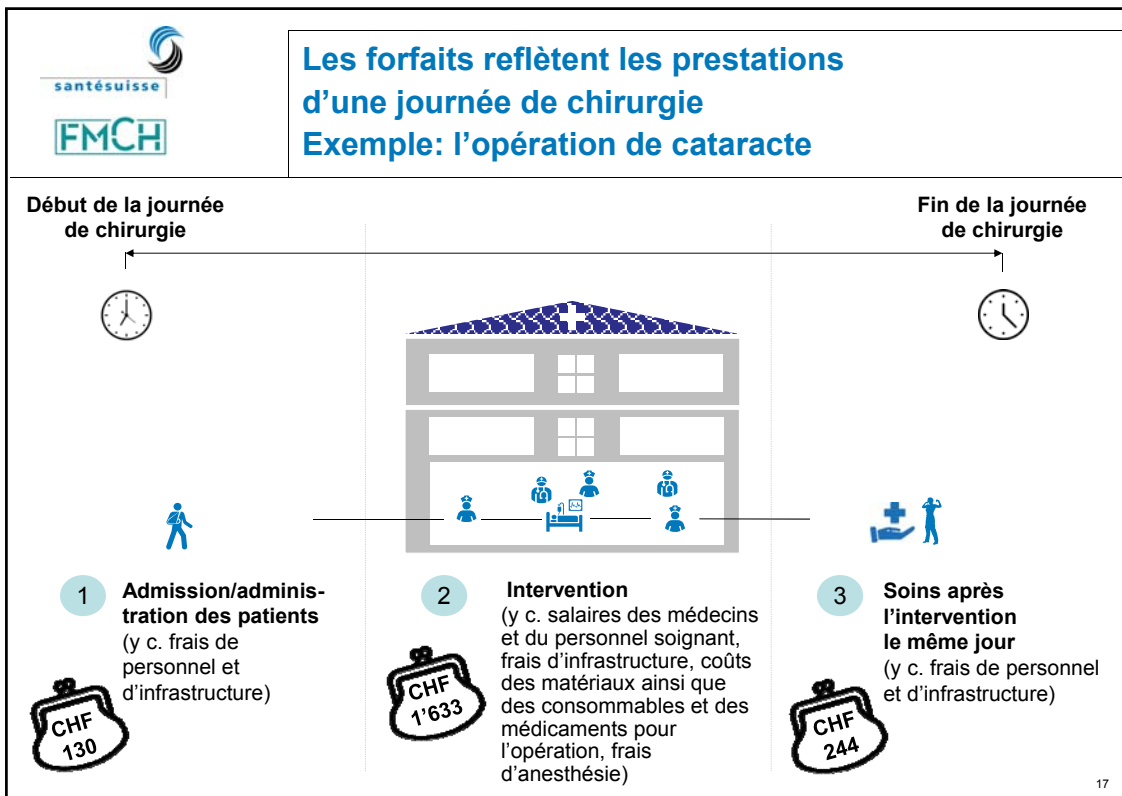 santésuisse
FMCH
Les forfaits reflètent les prestations
d’une journée de chirurgie
Exemple: l’opération de cataracte
Début de la journée
de chirurgie
Fin de la journée
de chirurgie
1
Admission/adminis-
tration des patients
(y c. frais de
personnel et
d’infrastructure)
CHF
130
2
Intervention
(y c. salaires des médecins
et du personnel soignant,
frais d’infrastructure, coûts
des matériaux ainsi que
des consommables et des
médicaments pour
l’opération, frais
d’anesthésie)
CHF
1’633
3
Soins après
l’intervention
le même jour
(y c. frais de personnel
et d’infrastructure)
CHF
244
17